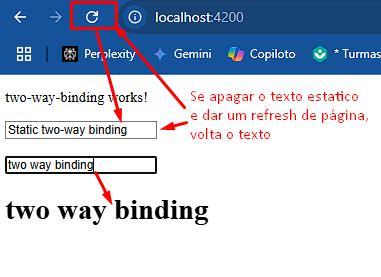 localhost:4200
Perplexity
Gemini
Copiloto
* Turmas
two-way-binding works!
Static two-way binding
Se apagar o texto estatico
e dar um refresh de página,
volta o texto
two way binding
two way binding